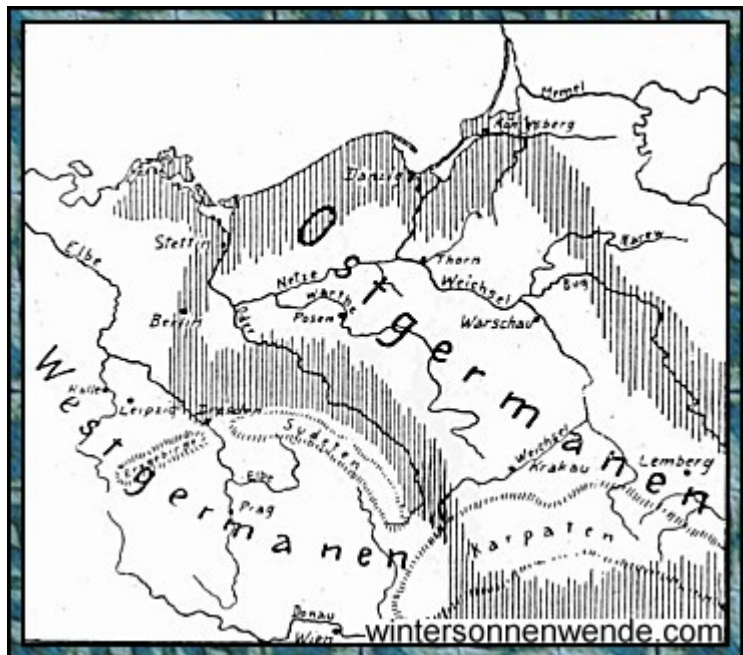 Memel
Königsberg
Danzig
Stettin
Elbe
Ostgermanen
Narew
Thorn
Netze
Weichsel
Bug
Warthe
Posen
Oder
Berlin
Warschau
Westgermanen
Halle
Leipzig
Dresden
Sudeten
Erzgebirge
Weichsel
Krakau
Lemberg
Elbe
Prag
Karpaten
Donau
Wien
wintersonnenwende.com